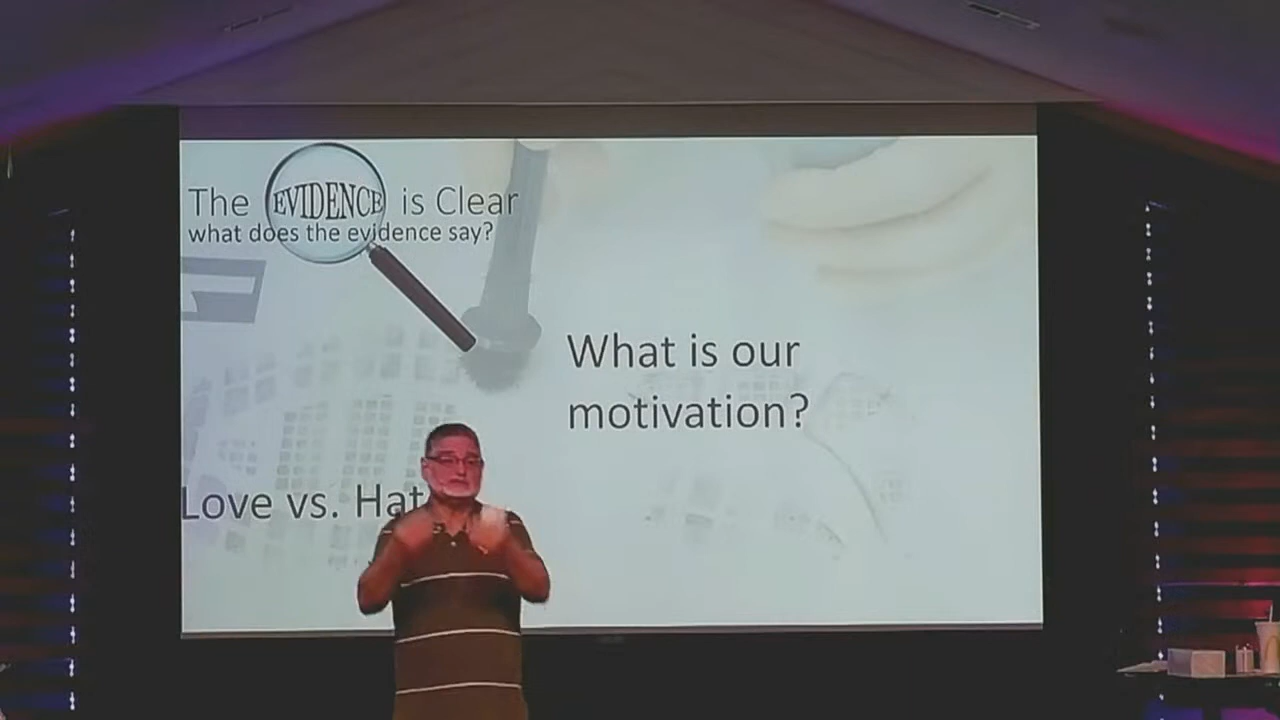 The EVIDENCE is Clear
what does the evidence say?
What is our
motivation?
Love vs. Hat